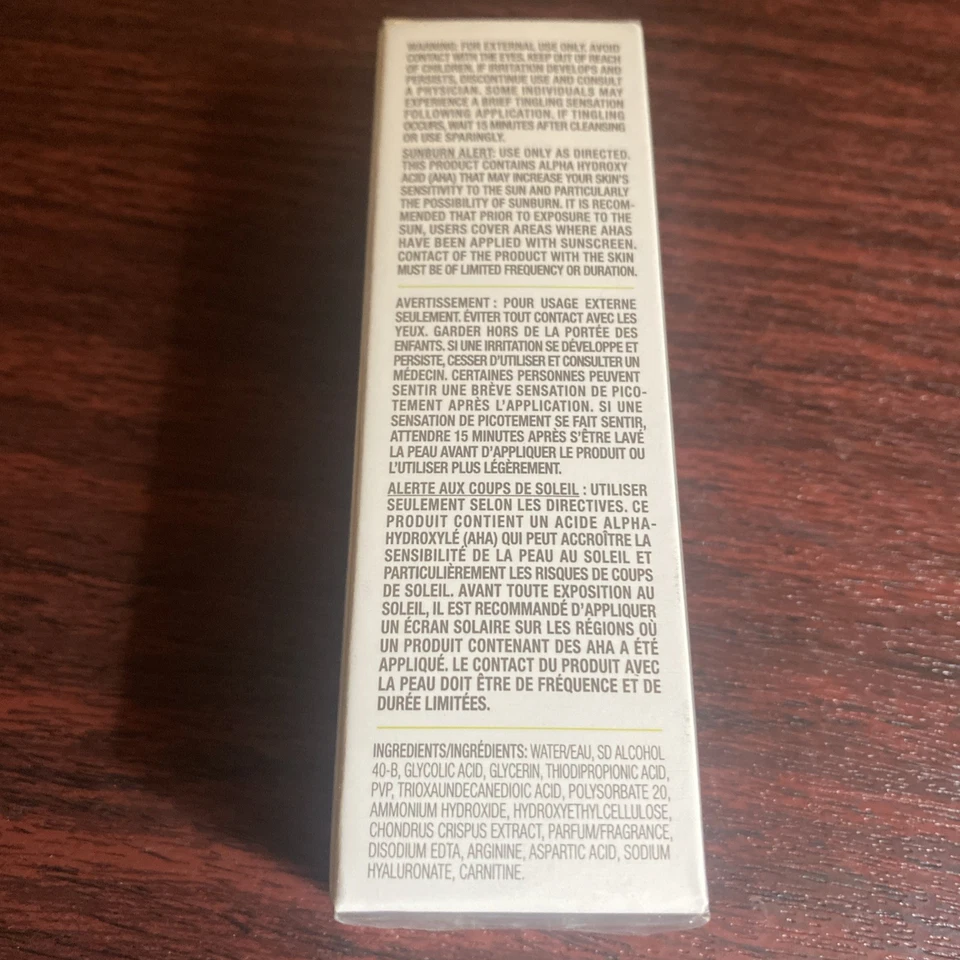 WARNING: FOR EXTERNAL USE ONLY. AVOID
CONTACT WITH THE EYES. KEEP OUT OF REACH
OF CHILDREN. IF IRRITATION DEVELOPS AND
PERSISTS, DISCONTINUE USE AND CONSULT
A PHYSICIAN. SOME INDIVIDUALS MAY
EXPERIENCE A BRIEF TINGLING SENSATION
FOLLOWING APPLICATION. IF TINGLING
OCCURS, WAIT 15 MINUTES AFTER CLEANSING
OR USE SPARINGLY.
SUNBURN ALERT: USE ONLY AS DIRECTED.
THIS PRODUCT CONTAINS ALPHA HYDROXY
ACID (AHA) THAT MAY INCREASE YOUR SKIN'S
SENSITIVITY TO THE SUN AND PARTICULARLY
THE POSSIBILITY OF SUNBURN. IT IS RECOM-
MENDED THAT PRIOR TO EXPOSURE TO THE
SUN, USERS COVER AREAS WHERE AHAS
HAVE BEEN APPLIED WITH SUNSCREEN.
CONTACT OF THE PRODUCT WITH THE SKIN
MUST BE OF LIMITED FREQUENCY OR DURATION.
AVERTISSEMENT : POUR USAGE EXTERNE
SEULEMENT. ÉVITER TOUT CONTACT AVEC LES
YEUX. GARDER HORS DE LA PORTÉE DES
ENFANTS. SI UNE IRRITATION SE DÉVELOPPE ET
PERSISTE, CESSER D'UTILISER ET CONSULTER UN
MÉDECIN. CERTAINES PERSONNES PEUVENT
SENTIR UNE BRÈVE SENSATION DE PICO-
TEMENT APRÈS L'APPLICATION. SI UNE
SENSATION DE PICOTEMENT SE FAIT SENTIR,
ATTENDRE 15 MINUTES APRÈS S'ÊTRE LAVÉ
LA PEAU AVANT D'APPLIQUER LE PRODUIT OU
L'UTILISER PLUS LÉGÈREMENT.
ALERTE AUX COUPS DE SOLEIL : UTILISER
SEULEMENT SELON LES DIRECTIVES. CE
PRODUIT CONTIENT UN ACIDE ALPHA-
HYDROXYLÉ (AHA) QUI PEUT ACCROÎTRE LA
SENSIBILITÉ DE LA PEAU AU SOLEIL ET
PARTICULIÈREMENT LES RISQUES DE COUPS
DE SOLEIL. AVANT TOUTE EXPOSITION AU
SOLEIL, IL EST RECOMMANDÉ D'APPLIQUER
UN ÉCRAN SOLAIRE SUR LES RÉGIONS OÙ
UN PRODUIT CONTENANT DES AHA A ÉTÉ
APPLIQUÉ. LE CONTACT DU PRODUIT AVEC
LA PEAU DOIT ÊTRE DE FRÉQUENCE ET DE
DURÉE LIMITÉES.
INGREDIENTS/INGRÉDIENTS: WATER/EAU, SD ALCOHOL
40-B, GLYCOLIC ACID, GLYCERIN, THIODIPROPIONIC ACID,
PVP, TRIOXAUNDECANEDIOIC ACID, POLYSORBATE 20,
AMMONIUM HYDROXIDE, HYDROXYETHYLCELLULOSE,
CHONDRUS CRISPUS EXTRACT, PARFUM/FRAGRANCE,
DISODIUM EDTA, ARGININE, ASPARTIC ACID, SODIUM
HYALURONATE, CARNITINE.